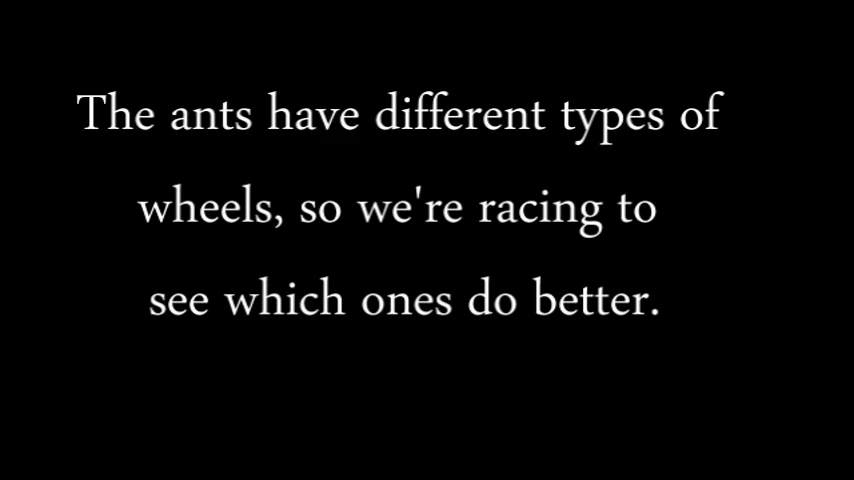 The ants have different types of
wheels, so we're racing to
see which ones do better.